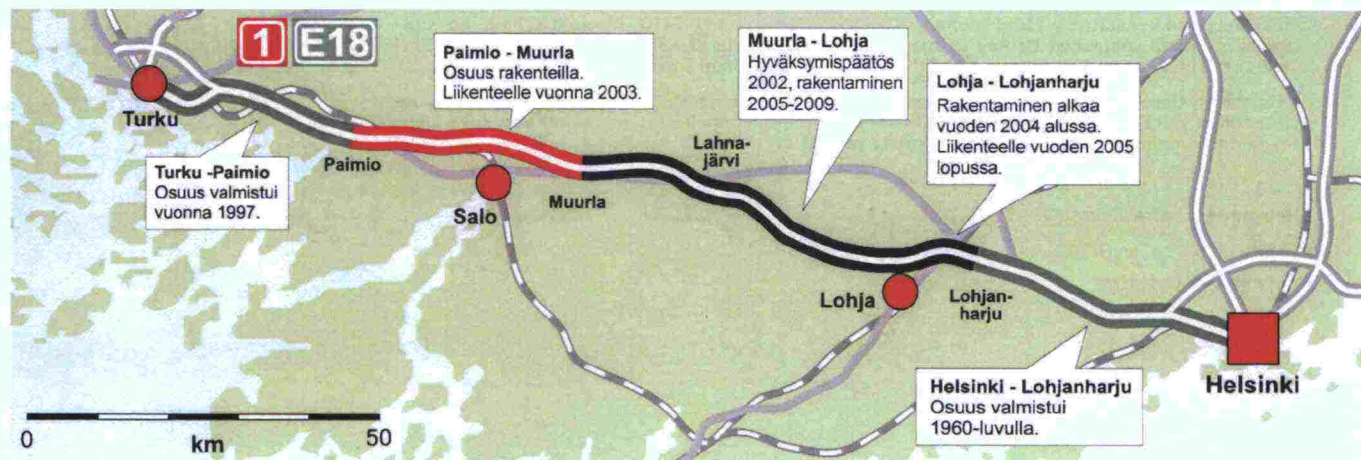 1 E18
Paimio - Muurla
Osuus rakenteilla.
Liikenteelle vuonna 2003.
Muurla - Lohja
Hyväksymispäätös
2002, rakentaminen
2005-2009.
Lohja - Lohjanharju
Rakentaminen alkaa
vuoden 2004 alussa.
Liikenteelle vuoden 2005
lopussa.
Turku
Turku -Paimio
Osuus valmistui
vuonna 1997.
Paimio
Salo
Muurla
Lahna-
järvi
Lohja
Lohjan-
harju
Helsinki - Lohjanharju
Osuus valmistui
1960-luvulla.
Helsinki
0 km 50